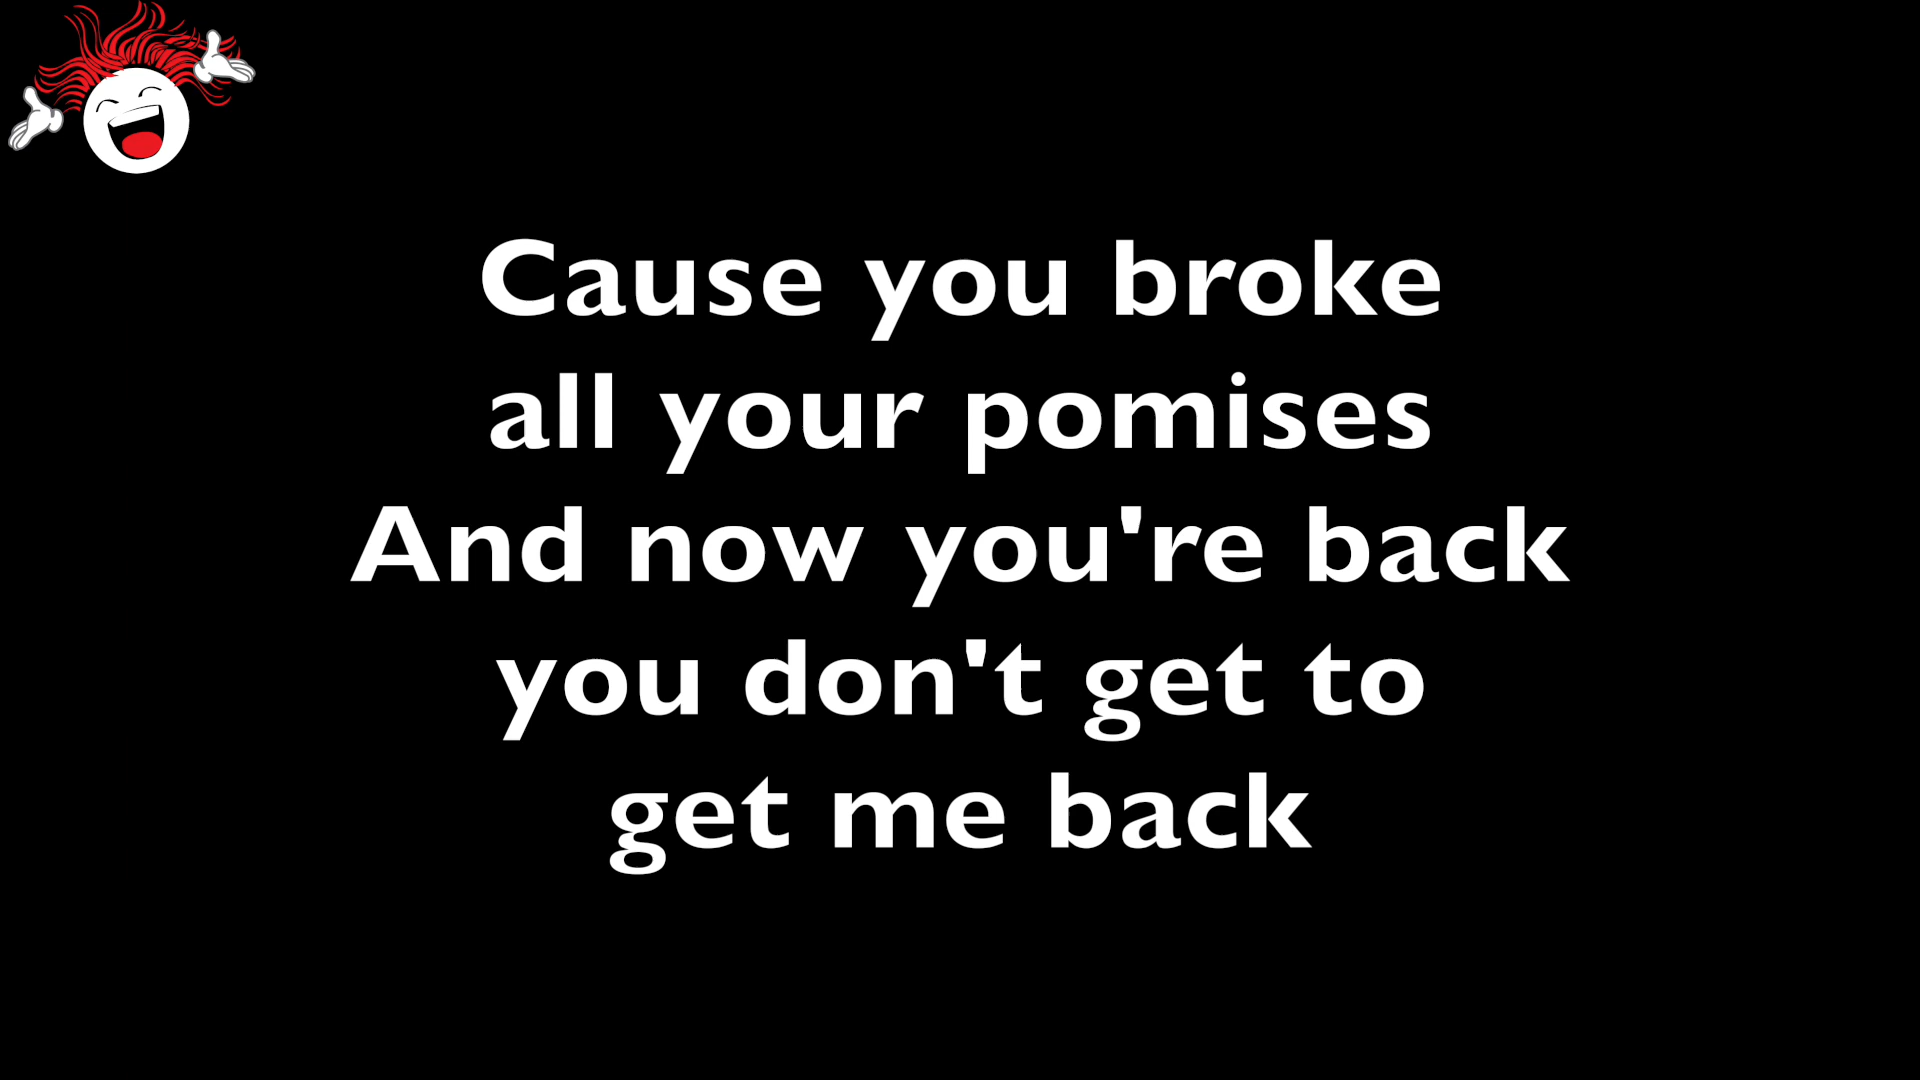 Cause you broke
all your pomises
And now you're back
you don't get to
get me back